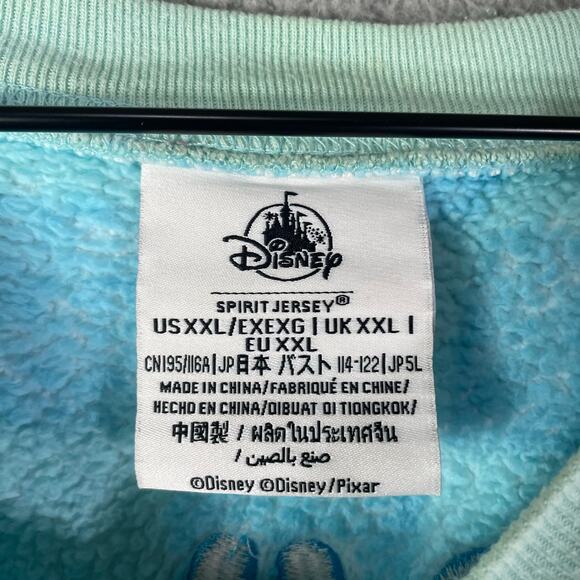 Disney
SPIRIT JERSEY®
US XXL/EXEXG | UK XXL |
EU XXL
CN195/116A | JP日本 バスト 114-122 | JP 5L
MADE IN CHINA/FABRIQUÉ EN CHINE/
HECHO EN CHINA/DIBUAT DI TIONGKOK/
中國製 / ผลิตในประเทศจีน
/ صنع بالصين
©Disney ©Disney/Pixar